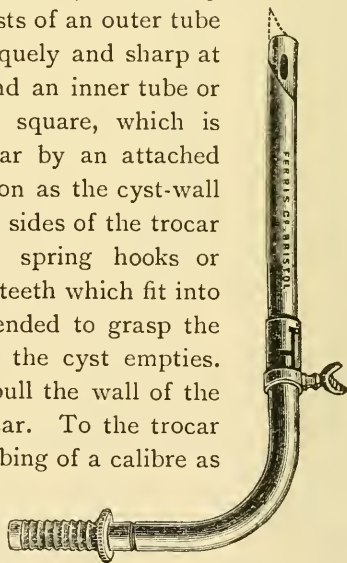 sts of an outer tube
quely and sharp at
nd an inner tube or
square, which is
ar by an attached
on as the cyst-wall
sides of the trocar
spring hooks or
teeth which fit into
ended to grasp the
the cyst empties.
pull the wall of the
ar. To the trocar
bing of a calibre as
FERRIS & CO. BRISTOL